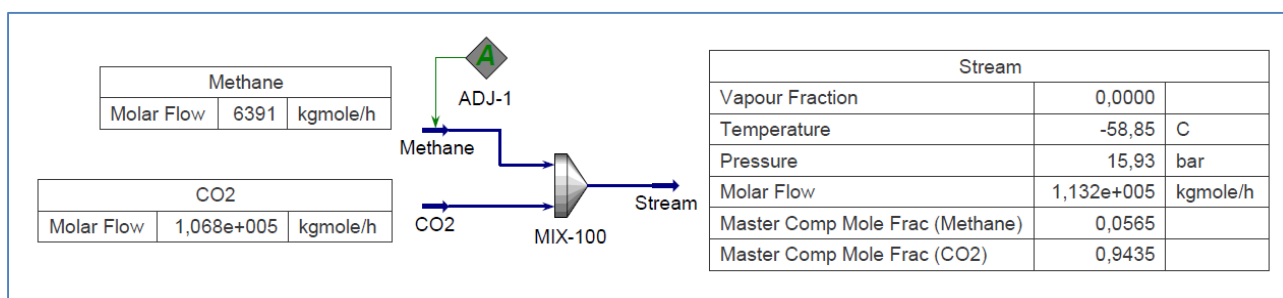 Methane
Molar Flow 6391 kgmole/h
CO2
Molar Flow 1,068e+005 kgmole/h
A
ADJ-1
Methane
CO2
MIX-100
Stream
Stream
Vapour Fraction 0,0000
Temperature -58,85 C
Pressure 15,93 bar
Molar Flow 1,132e+005 kgmole/h
Master Comp Mole Frac (Methane) 0,0565
Master Comp Mole Frac (CO2) 0,9435